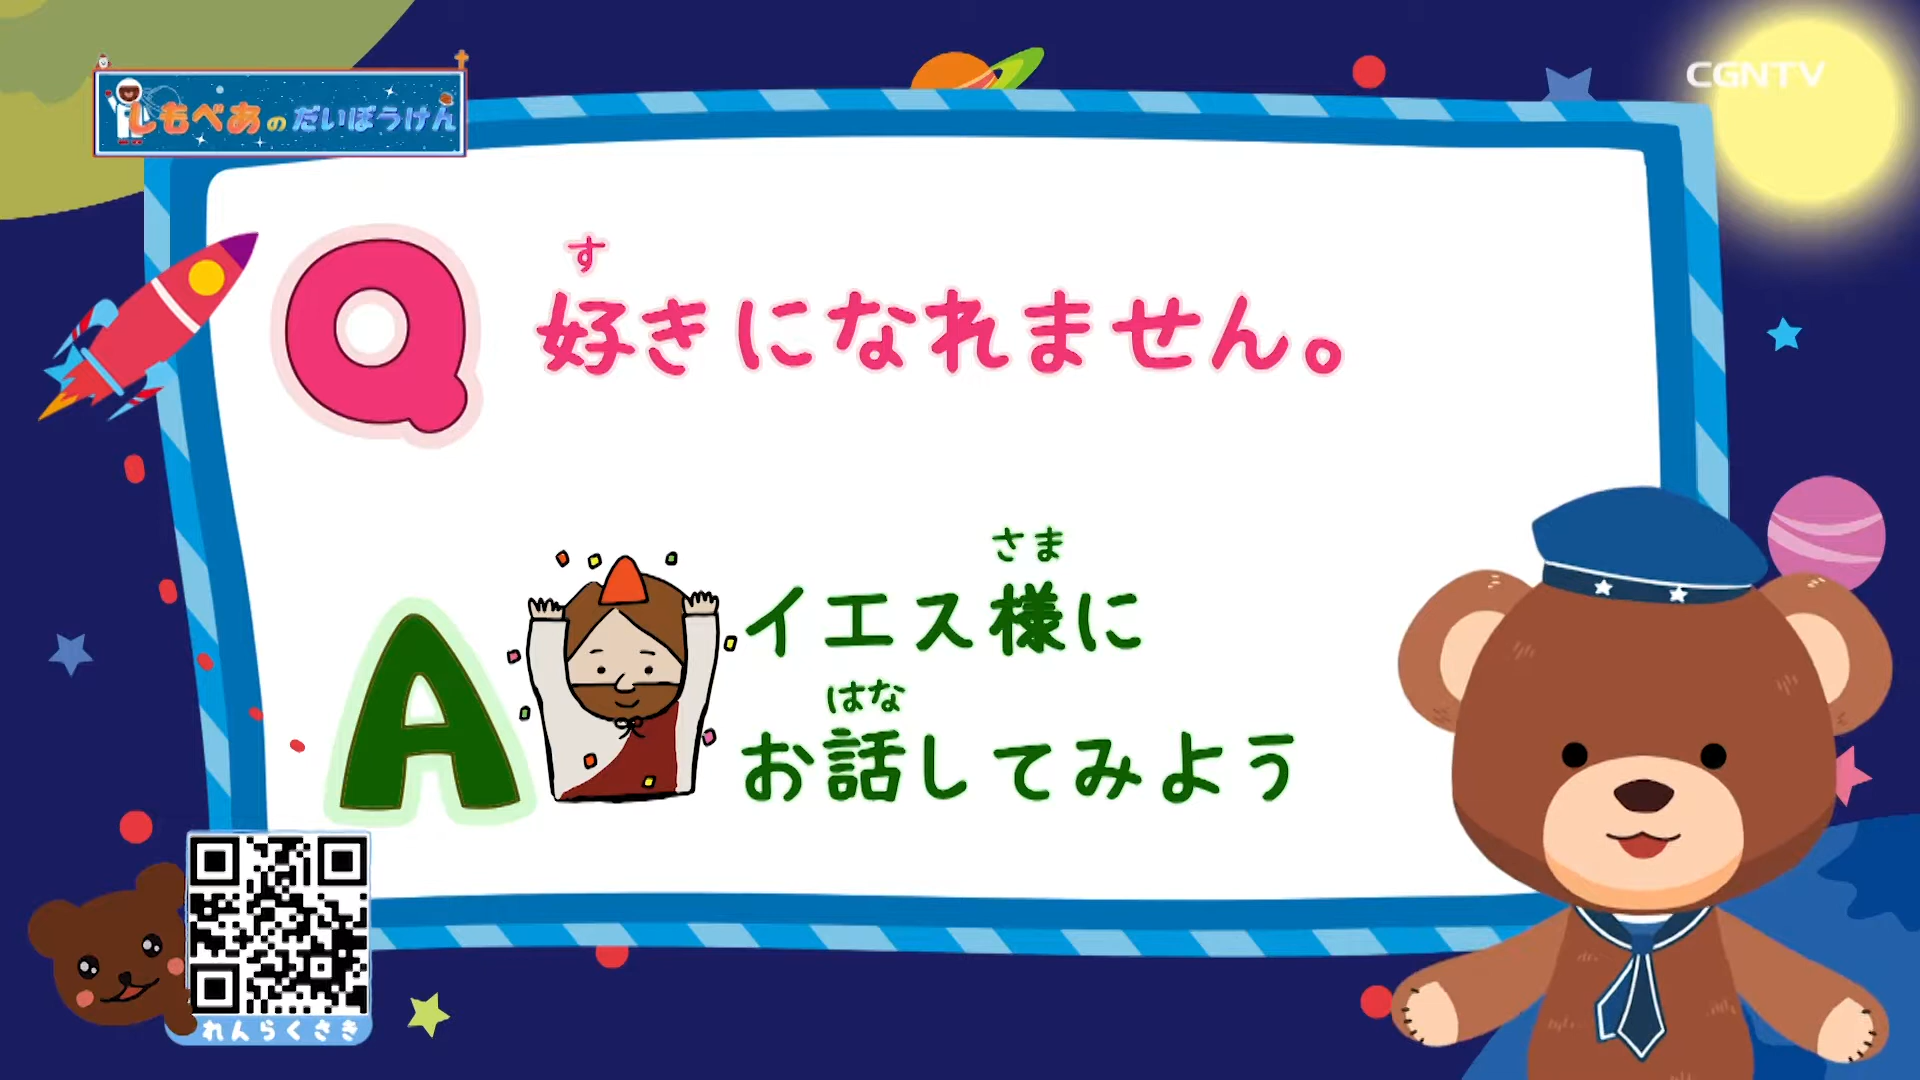 しもべあのだいぼうけん
CGNTV
Q
す
好きになれません。
A
さま
イエス様に
はな
お話してみよう
れんらくさき